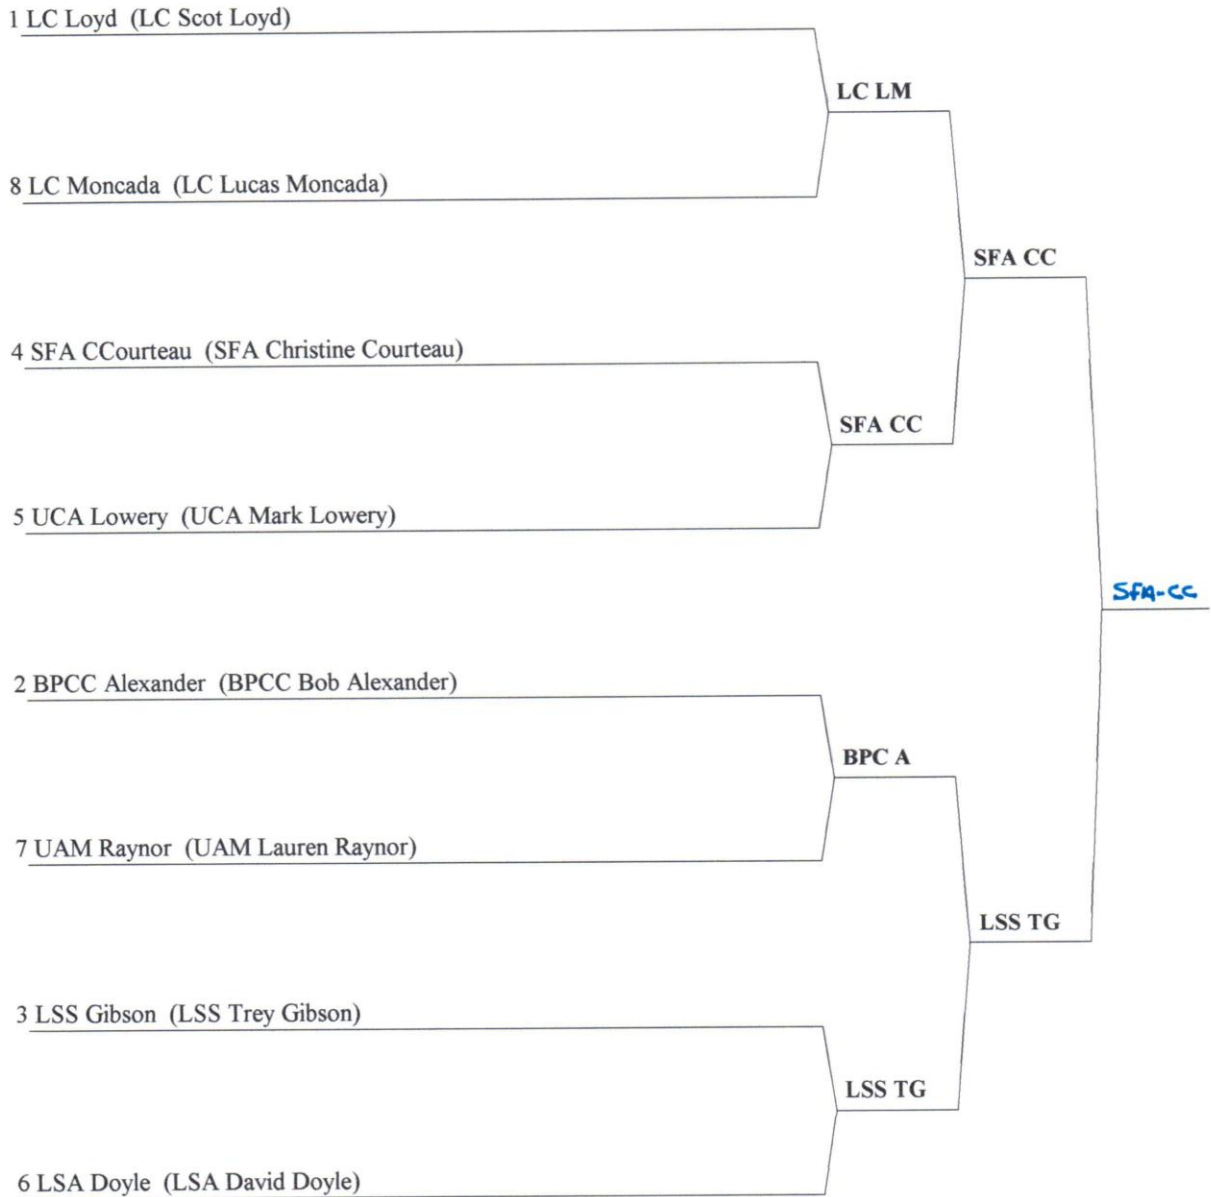 1 LC Loyd (LC Scot Loyd)
LC LM
8 LC Moncada (LC Lucas Moncada)
SFA CC
4 SFA CCourteau (SFA Christine Courteau)
SFA CC
5 UCA Lowery (UCA Mark Lowery)
SFA-CC
2 BPCC Alexander (BPCC Bob Alexander)
BPC A
7 UAM Raynor (UAM Lauren Raynor)
LSS TG
3 LSS Gibson (LSS Trey Gibson)
LSS TG
6 LSA Doyle (LSA David Doyle)